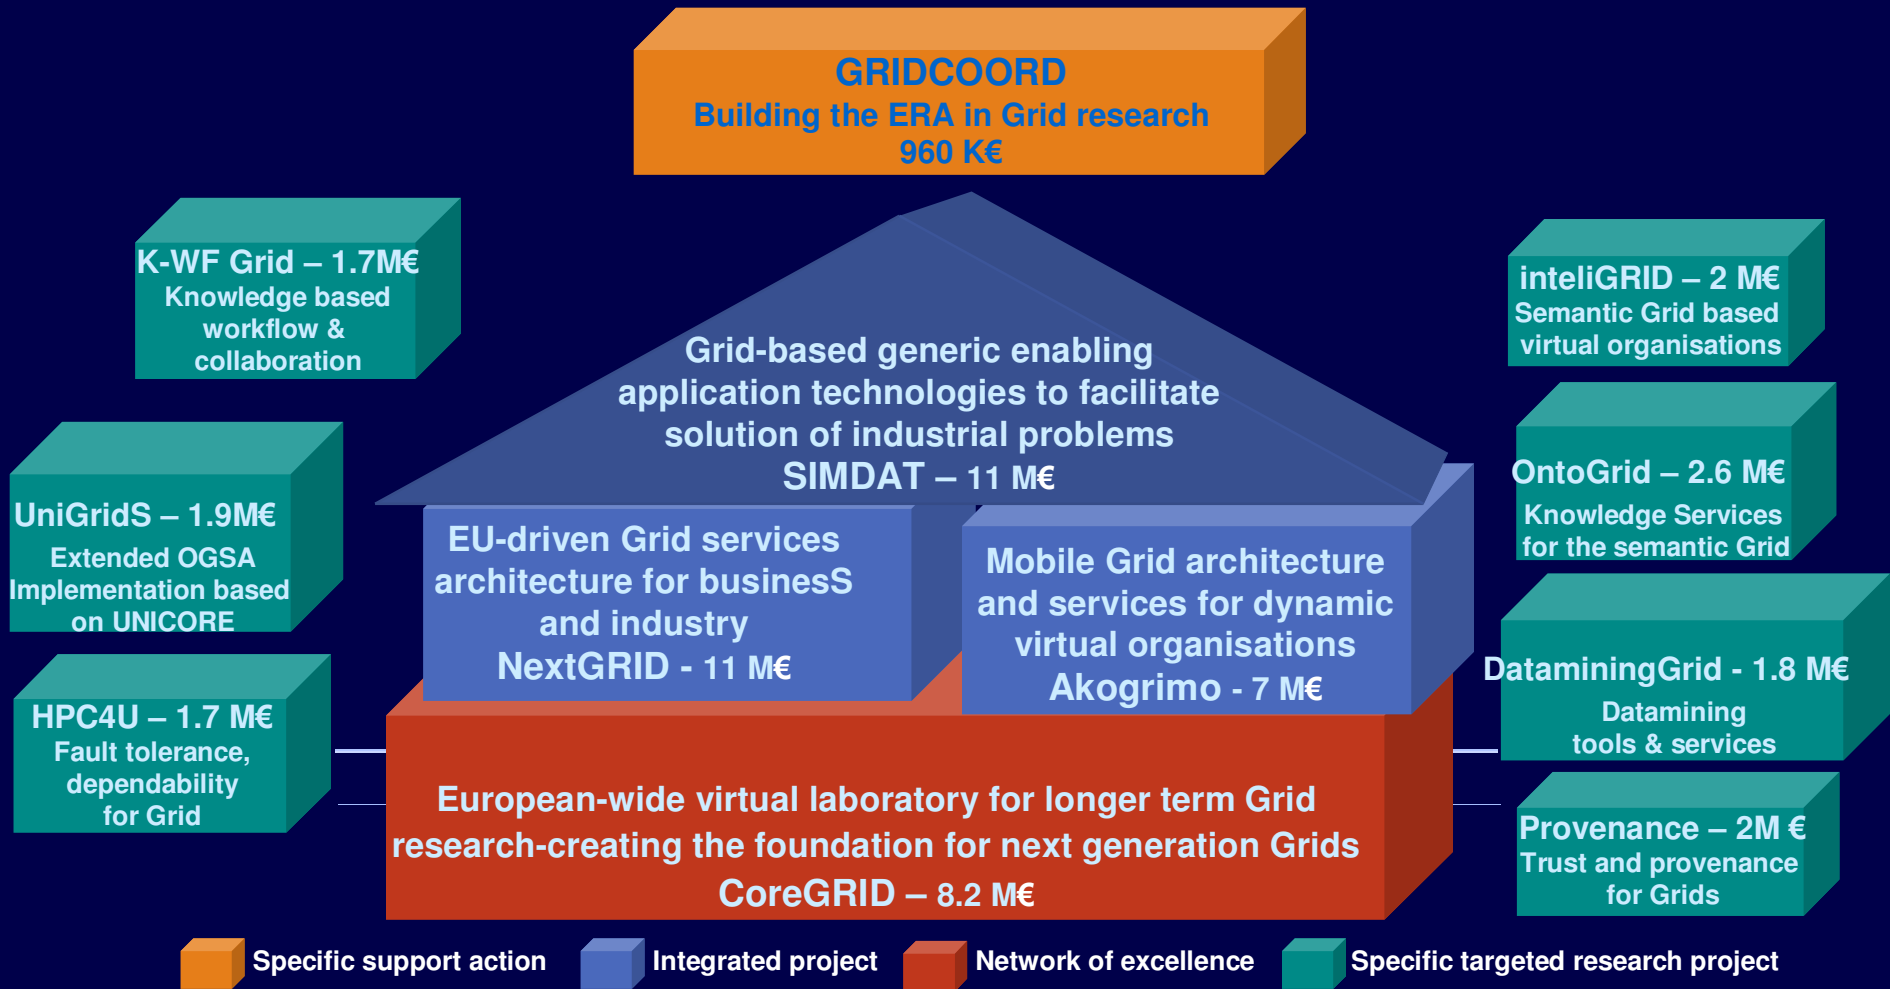 GRIDCOORD
Building the ERA in Grid research
960 K€
K-WF Grid – 1.7M€
Knowledge based
workflow &
collaboration
UniGridS – 1.9M€
Extended OGSA
Implementation based
on UNICORE
HPC4U – 1.7 M€
Fault tolerance,
dependability
for Grid
Grid-based generic enabling
application technologies to facilitate
solution of industrial problems
SIMDAT – 11 M€
EU-driven Grid services
architecture for businesS
and industry
NextGRID - 11 M€
Mobile Grid architecture
and services for dynamic
virtual organisations
Akogrimo - 7 M€
European-wide virtual laboratory for longer term Grid
research-creating the foundation for next generation Grids
CoreGRID – 8.2 M€
inteliGRID – 2 M€
Semantic Grid based
virtual organisations
OntoGrid – 2.6 M€
Knowledge Services
for the semantic Grid
DataminingGrid - 1.8 M€
Datamining
tools & services
Provenance – 2M €
Trust and provenance
for Grids
Specific support action
Integrated project
Network of excellence
Specific targeted research project